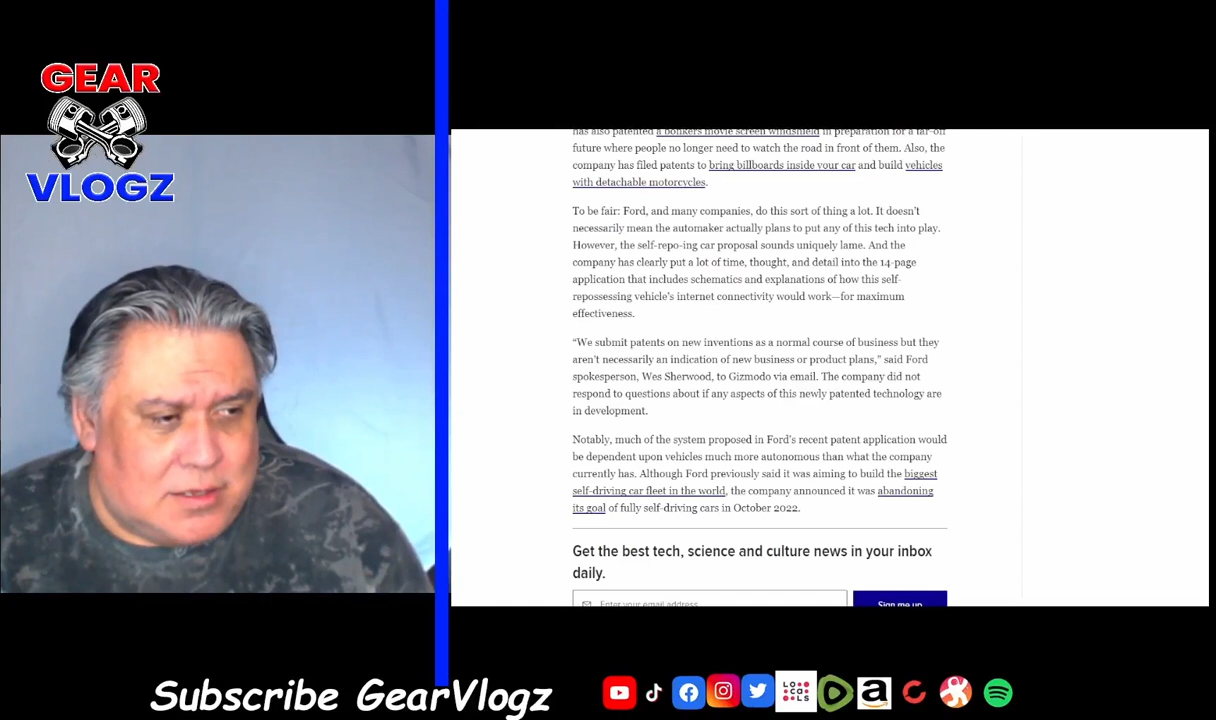 GEAR
VLOGZ
has also patented a bonkers movie screen windshield in preparation for a far-off
future where people no longer need to watch the road in front of them. Also, the
company has filed patents to bring billboards inside your car and build vehicles
with detachable motorcycles.
To be fair: Ford, and many companies, do this sort of thing a lot. It doesn't
necessarily mean the automaker actually plans to put any of this tech into play.
However, the self-repo-ing car proposal sounds uniquely lame. And the
company has clearly put a lot of time, thought, and detail into the 14-page
application that includes schematics and explanations of how this self-
repossessing vehicle's internet connectivity would work—for maximum
effectiveness.
“We submit patents on new inventions as a normal course of business but they
aren't necessarily an indication of new business or product plans,” said Ford
spokesperson, Wes Sherwood, to Gizmodo via email. The company did not
respond to questions about if any aspects of this newly patented technology are
in development.
Notably, much of the system proposed in Ford's recent patent application would
be dependent upon vehicles much more autonomous than what the company
currently has. Although Ford previously said it was aiming to build the biggest
self-driving car fleet in the world, the company announced it was abandoning
its goal of fully self-driving cars in October 2022.
Get the best tech, science and culture news in your inbox
daily.
Enter your email address
Sign me up
Subscribe GearVlogz
LO
ca
LS